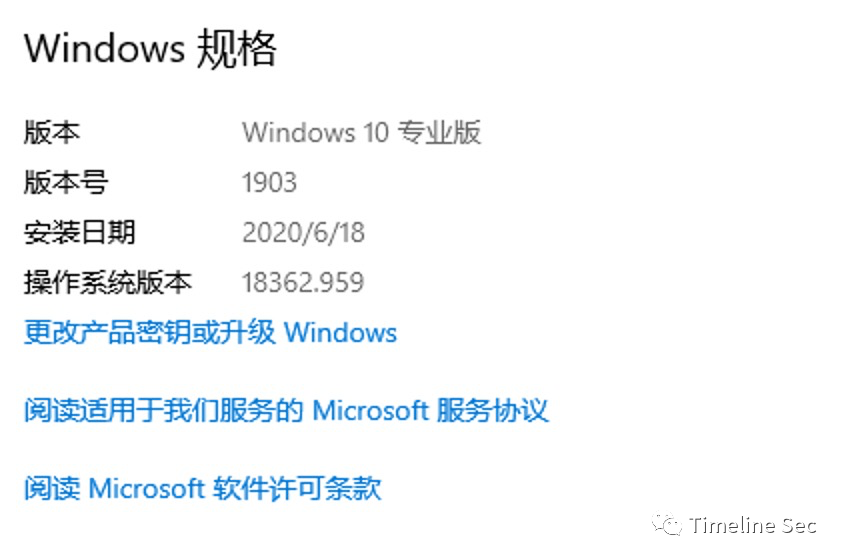 Windows 规格
版本 Windows 10 专业版
版本号 1903
安装日期 2020/6/18
操作系统版本 18362.959
更改产品密钥或升级 Windows
阅读适用于我们服务的 Microsoft 服务协议
阅读 Microsoft 软件许可条款
Timeline Sec